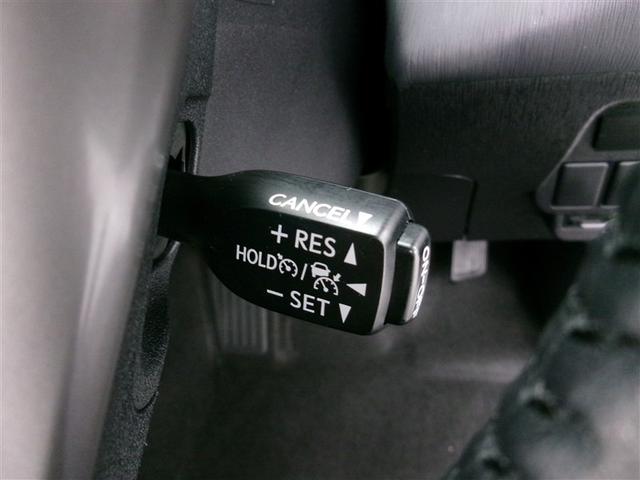 CANCEL▼
+ RES ▲
HOLD / ◄
− SET ▼
ON-OFF